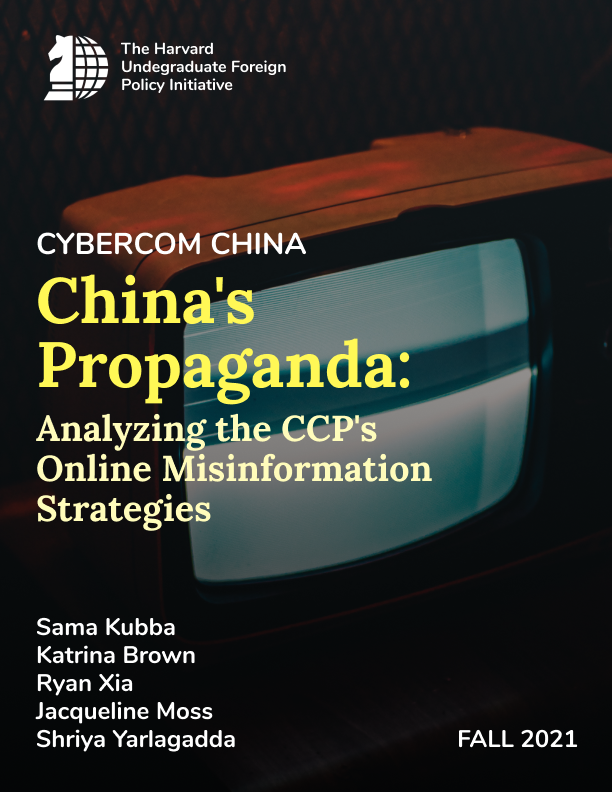 The Harvard
Undegraduate Foreign
Policy Initiative
CYBERCOM CHINA
China's
Propaganda:
Analyzing the CCP's
Online Misinformation
Strategies
Sama Kubba
Katrina Brown
Ryan Xia
Jacqueline Moss
Shriya Yarlagadda
FALL 2021